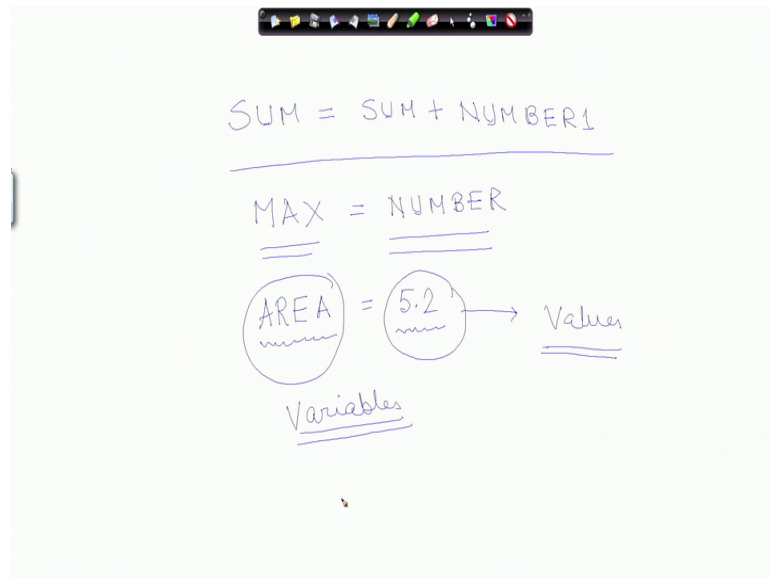 SUM = SUM + NUMBER1
MAX = NUMBER
AREA = 5.2 → Values
Variables